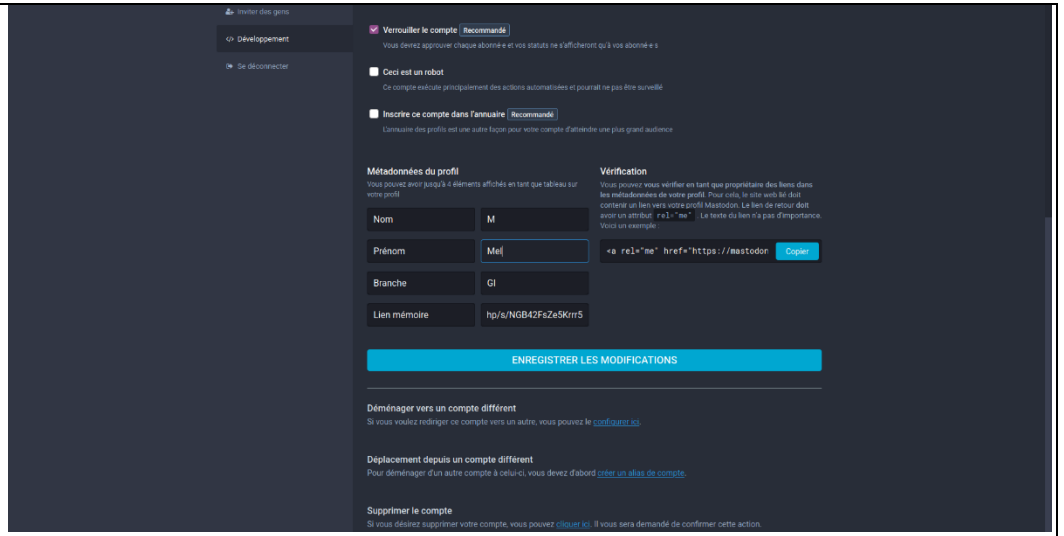 Inviter des gens
Développement
Se déconnecter
Verrouiller le compte Recommandé
Vous devrez approuver chaque abonné·e et vos statuts ne s'afficheront qu'à vos abonné·e·s
Ceci est un robot
Ce compte exécute principalement des actions automatisées et pourrait ne pas être surveillé
Inscrire ce compte dans l'annuaire Recommandé
L'annuaire des profils est une autre façon pour votre compte d'atteindre une plus grand audience
Métadonnées du profil
Vous pouvez avoir jusqu'à 4 éléments affichés en tant que tableau sur
votre profil
Nom M
Prénom Mel
Branche GI
Lien mémoire hp/s/NGB42FsZe5Krrr5
Vérification
Vous pouvez vous vérifier en tant que propriétaire des liens dans
les métadonnées de votre profil. Pour cela, le site web lié doit
contenir un lien vers votre profil Mastodon. Le lien de retour doit
avoir un attribut rel="me" . Le texte du lien n'a pas d'importance.
Voici un exemple :
<a rel="me" href="https://mastodon Copier
ENREGISTRER LES MODIFICATIONS
Déménager vers un compte différent
Si vous voulez rediriger ce compte vers un autre, vous pouvez le configurer ici.
Déplacement depuis un compte différent
Pour déménager d'un autre compte à celui-ci, vous devez d'abord créer un alias de compte.
Supprimer le compte
Si vous désirez supprimer votre compte, vous pouvez cliquer ici. Il vous sera demandé de confirmer cette action.